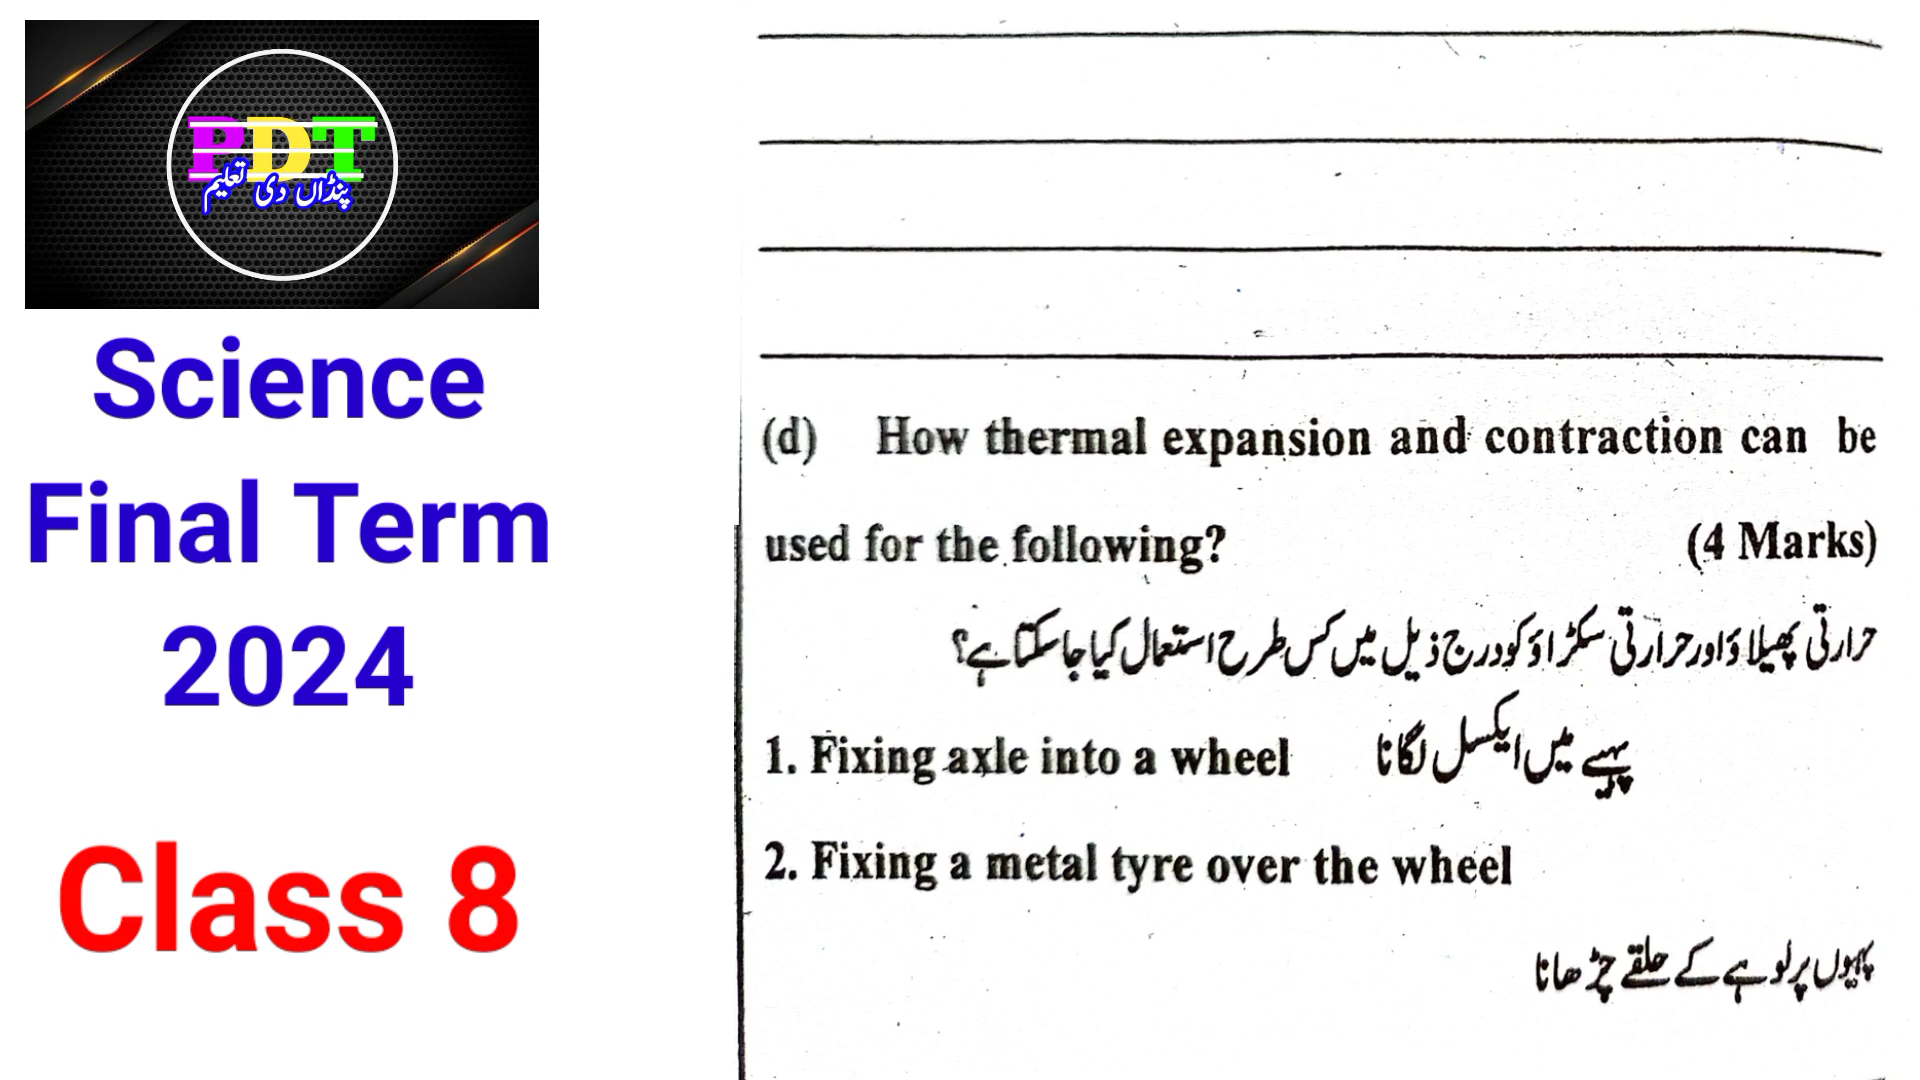 PDT
پنڈاں دی تعلیم
Science
Final Term
2024
Class 8
(d) How thermal expansion and contraction can be
used for the following? (4 Marks)
حرارتی پھیلاؤ اور حرارتی سکڑاؤ کو درج ذیل میں کس طرح استعمال کیا جا سکتا ہے؟
1. Fixing axle into a wheel پہیے میں ایکسل لگانا
2. Fixing a metal tyre over the wheel
پہیوں پر لوہے کے حلقے چڑھانا